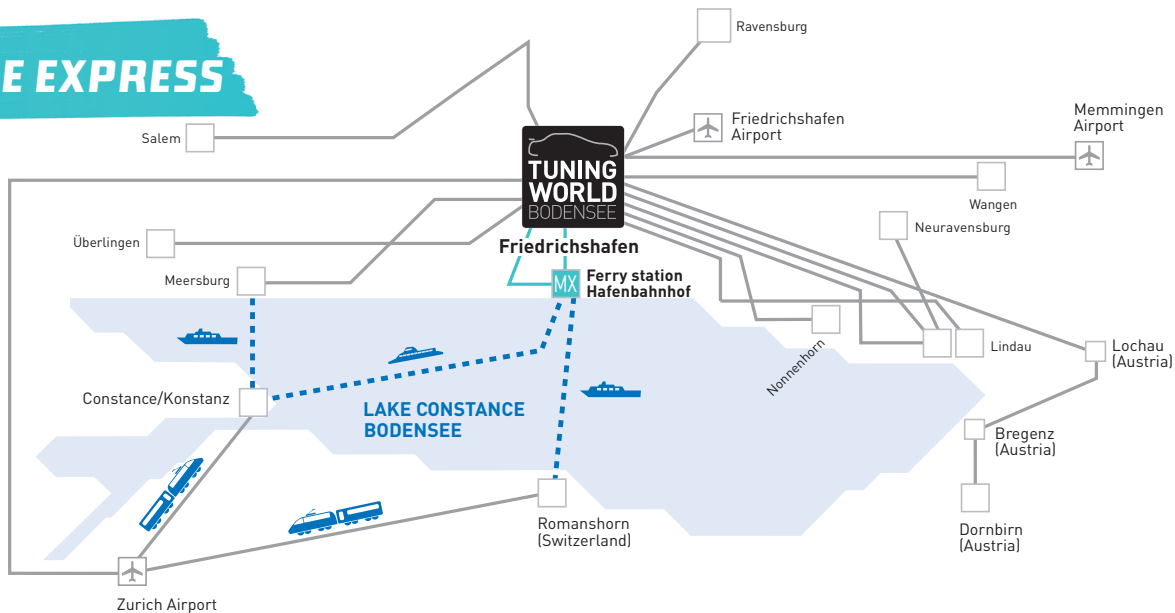 E EXPRESS
Ravensburg
Salem
Friedrichshafen
Airport
Memmingen
Airport
TUNING
WORLD
BODENSEE
Wangen
Neuravensburg
Überlingen
Friedrichshafen
Meersburg
MX
Ferry station
Hafenbahnhof
Nonnenhorn
Lindau
Lochau
(Austria)
Constance/Konstanz
LAKE CONSTANCE
BODENSEE
Bregenz
(Austria)
Romanshorn
(Switzerland)
Dornbirn
(Austria)
Zurich Airport